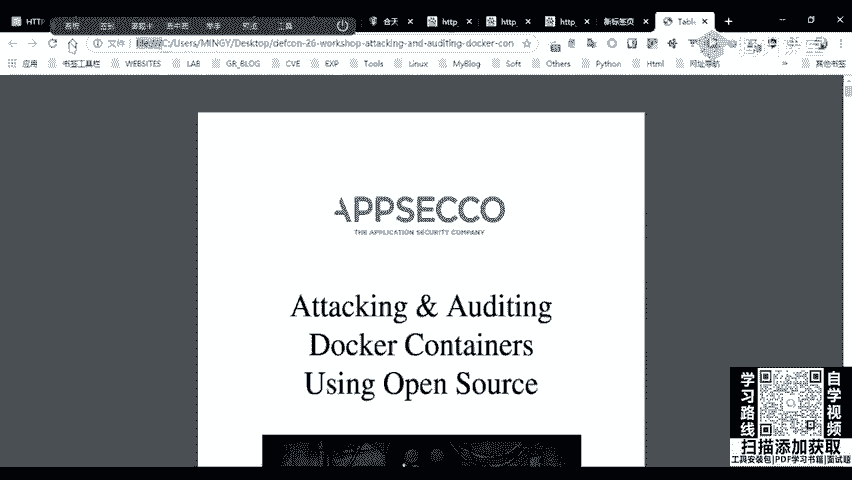 HTT
合天
http
http
http
新标签页
Table
文件
C:/Users/MINGY/Desktop/defcon-26-workshop-attacking-and-auditing-docker-con
应用
书签工具栏
WEBSITES
LAB
GR_BLOG
CVE
EXP
Tools
Linux
MyBlog
Soft
Others
Python
Html
网址导航
其他书签
APPSECCO
THE APPLICATION SECURITY COMPANY
Attacking & Auditing
Docker Containers
Using Open Source
学习路线
自学视频
扫描添加获取
工具安装包|PDF学习书籍|面试题